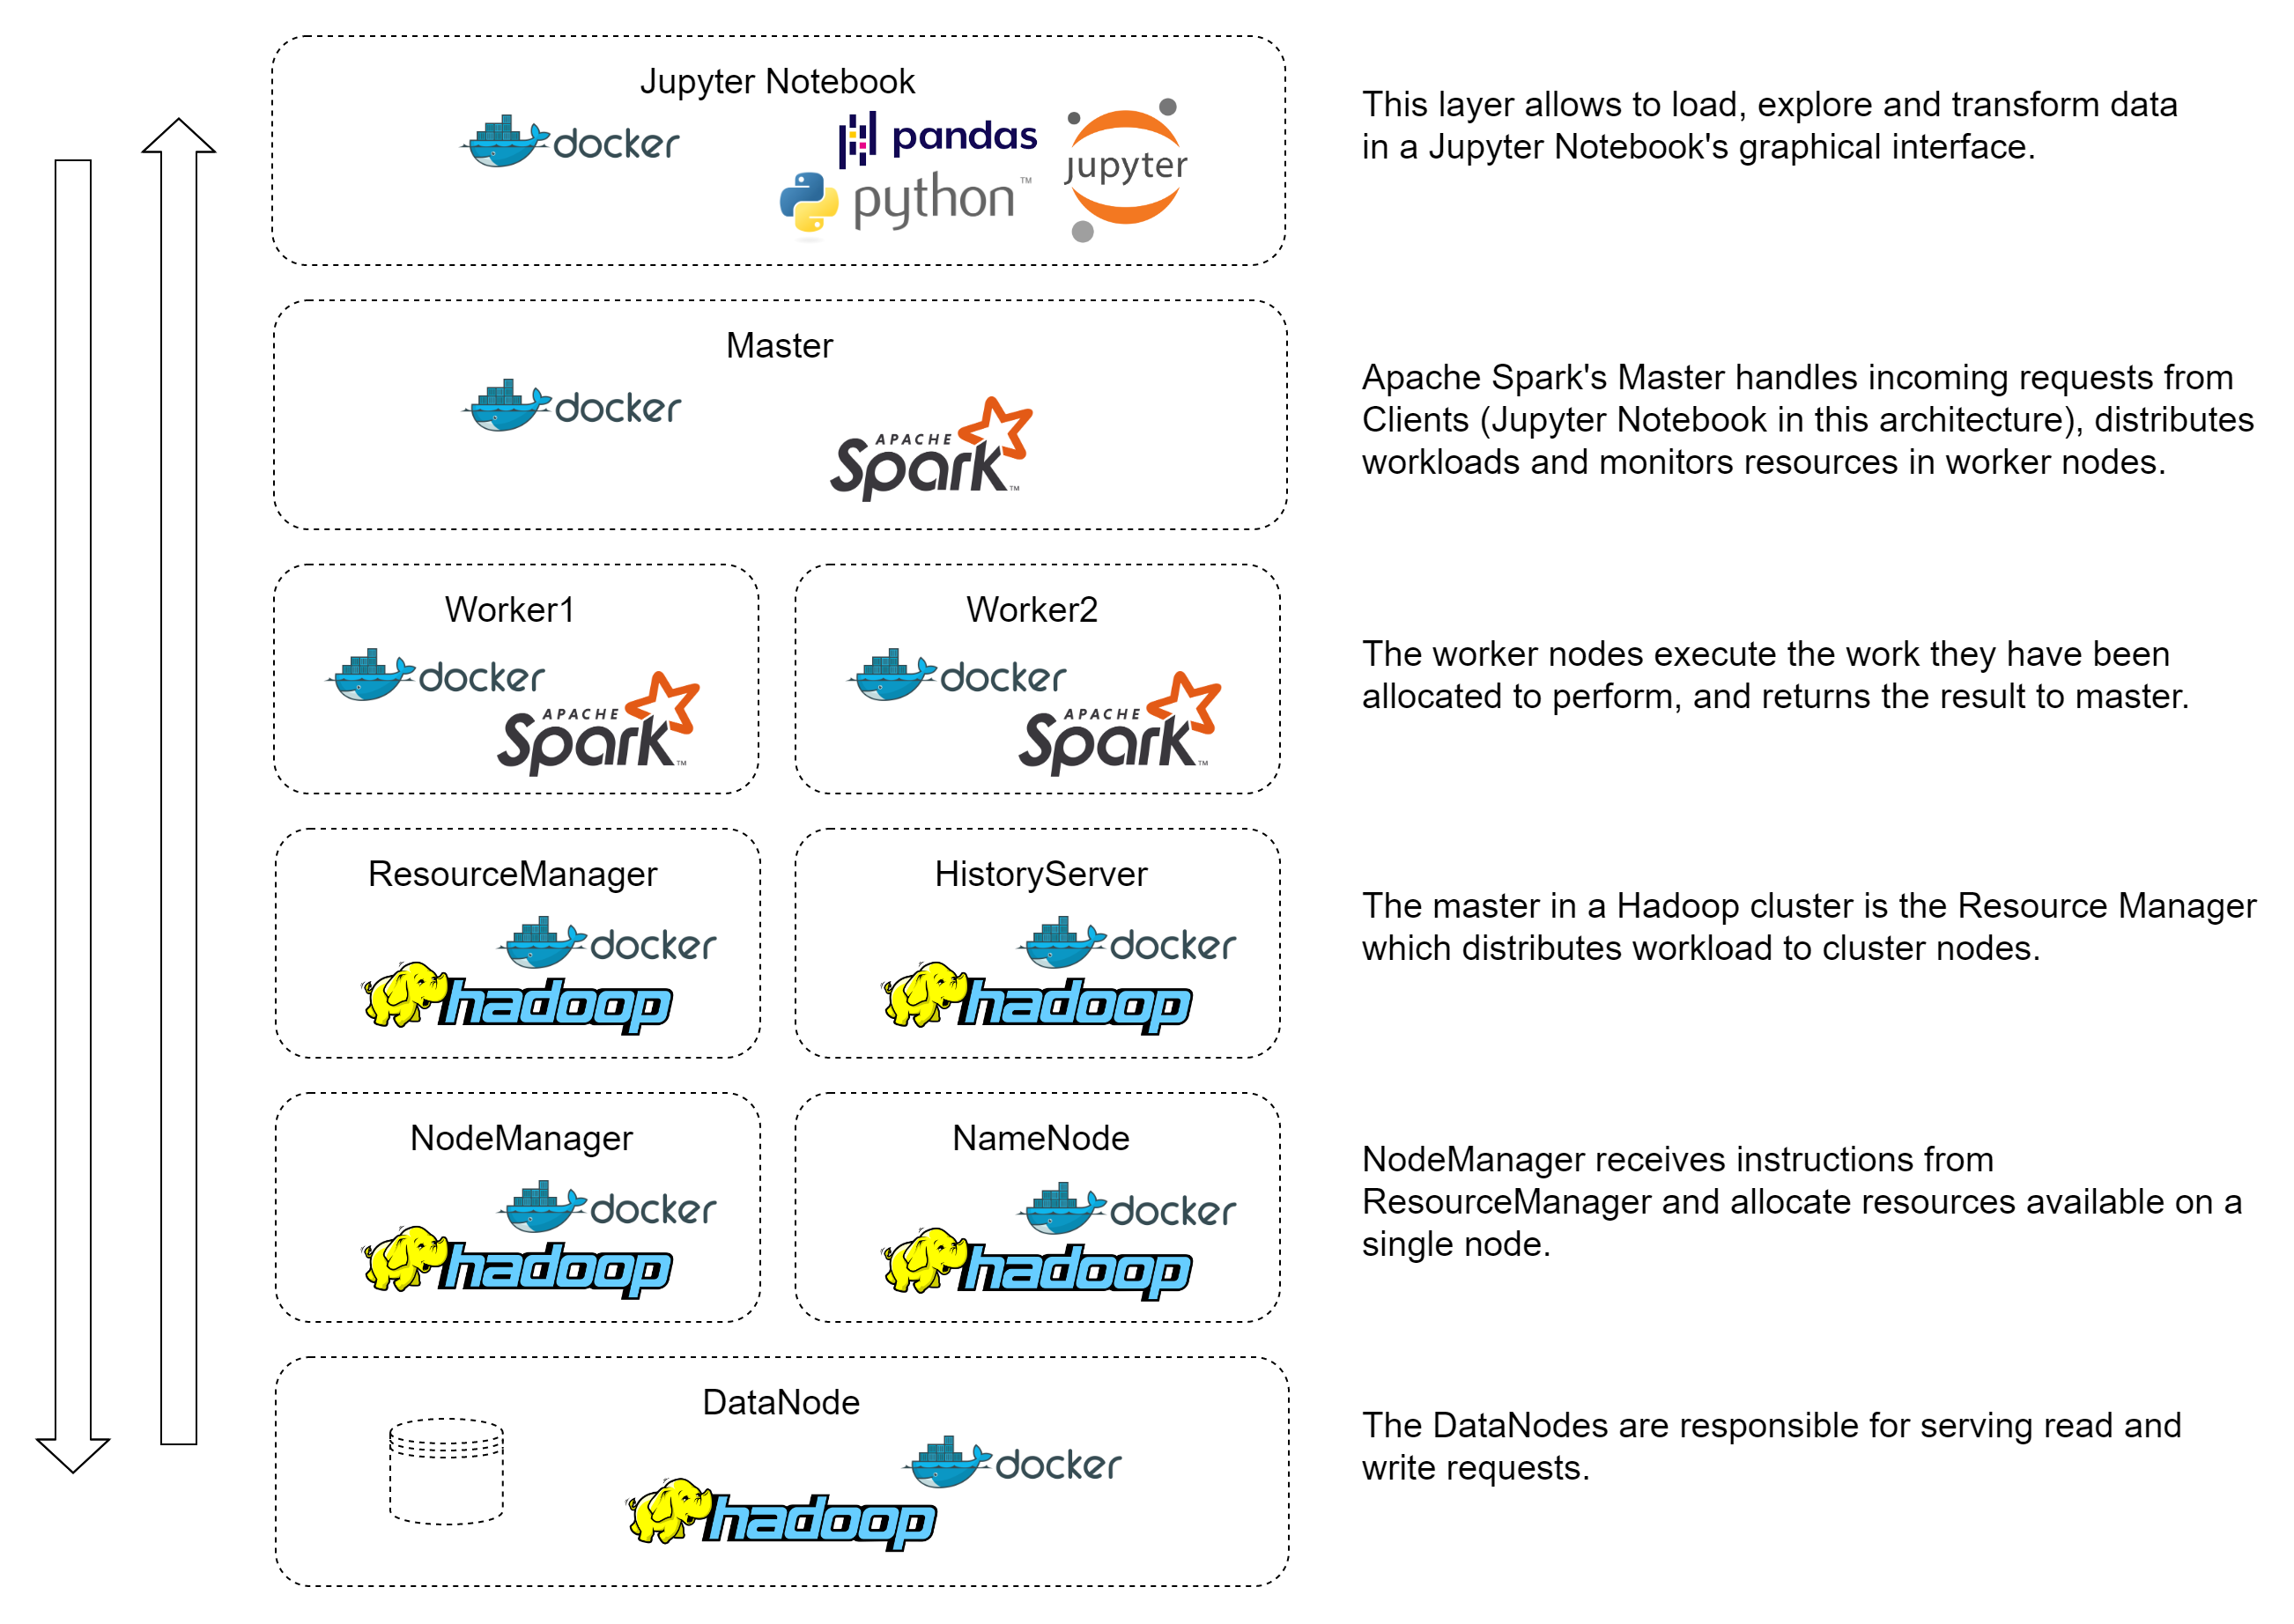 Jupyter Notebook
docker
pandas
python™
jupyter
This layer allows to load, explore and transform data
in a Jupyter Notebook's graphical interface.
Master
docker
APACHE
Spark™
Apache Spark's Master handles incoming requests from
Clients (Jupyter Notebook in this architecture), distributes
workloads and monitors resources in worker nodes.
Worker1
docker
APACHE
Spark™
Worker2
docker
APACHE
Spark™
The worker nodes execute the work they have been
allocated to perform, and returns the result to master.
ResourceManager
docker
hadoop
HistoryServer
docker
hadoop
The master in a Hadoop cluster is the Resource Manager
which distributes workload to cluster nodes.
NodeManager
docker
hadoop
NameNode
docker
hadoop
NodeManager receives instructions from
ResourceManager and allocate resources available on a
single node.
DataNode
docker
hadoop
The DataNodes are responsible for serving read and
write requests.